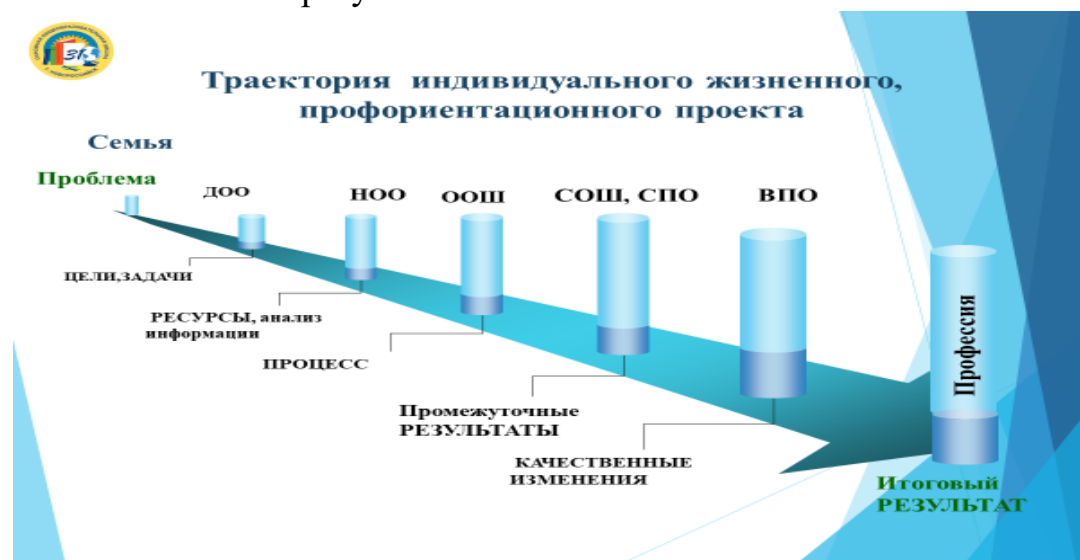 Траектория индивидуального жизненного,
профориентационного проекта
Семья
Проблема
ДОО
НОО
ООШ
СОШ, СПО
ВПО
ЦЕЛИ,ЗАДАЧИ
РЕСУРСЫ, анализ
информации
ПРОЦЕСС
Промежуточные
РЕЗУЛЬТАТЫ
КАЧЕСТВЕННЫЕ
ИЗМЕНЕНИЯ
Профессия
Итоговый
РЕЗУЛЬТАТ